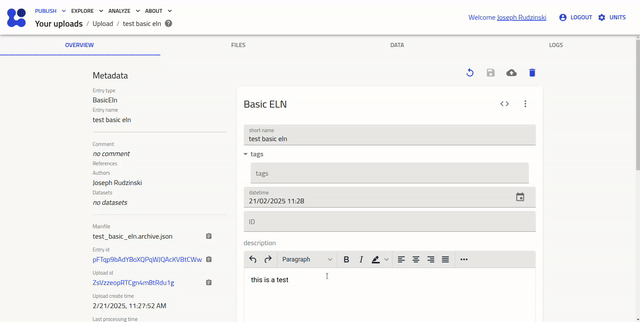 PUBLISH EXPLORE ANALYZE ABOUT
Your uploads / Upload / test basic eln
Welcome Joseph Rudzinski LOGOUT UNITS
OVERVIEW FILES DATA LOGS
Metadata
Entry type
BasicEln
Entry name
test basic eln
Comment:
no comment
References
Authors
Joseph Rudzinski
Datasets
no datasets
Mainfile
test_basic_eln.archive.json
Entry id
Upload id
Upload create time
2/21/2025, 11:27:52 AM
Last processing time
Basic ELN
short name
test basic eln
tags
tags
datetime
21/02/2025 11:28
ID
description
Paragraph B I
this is a test